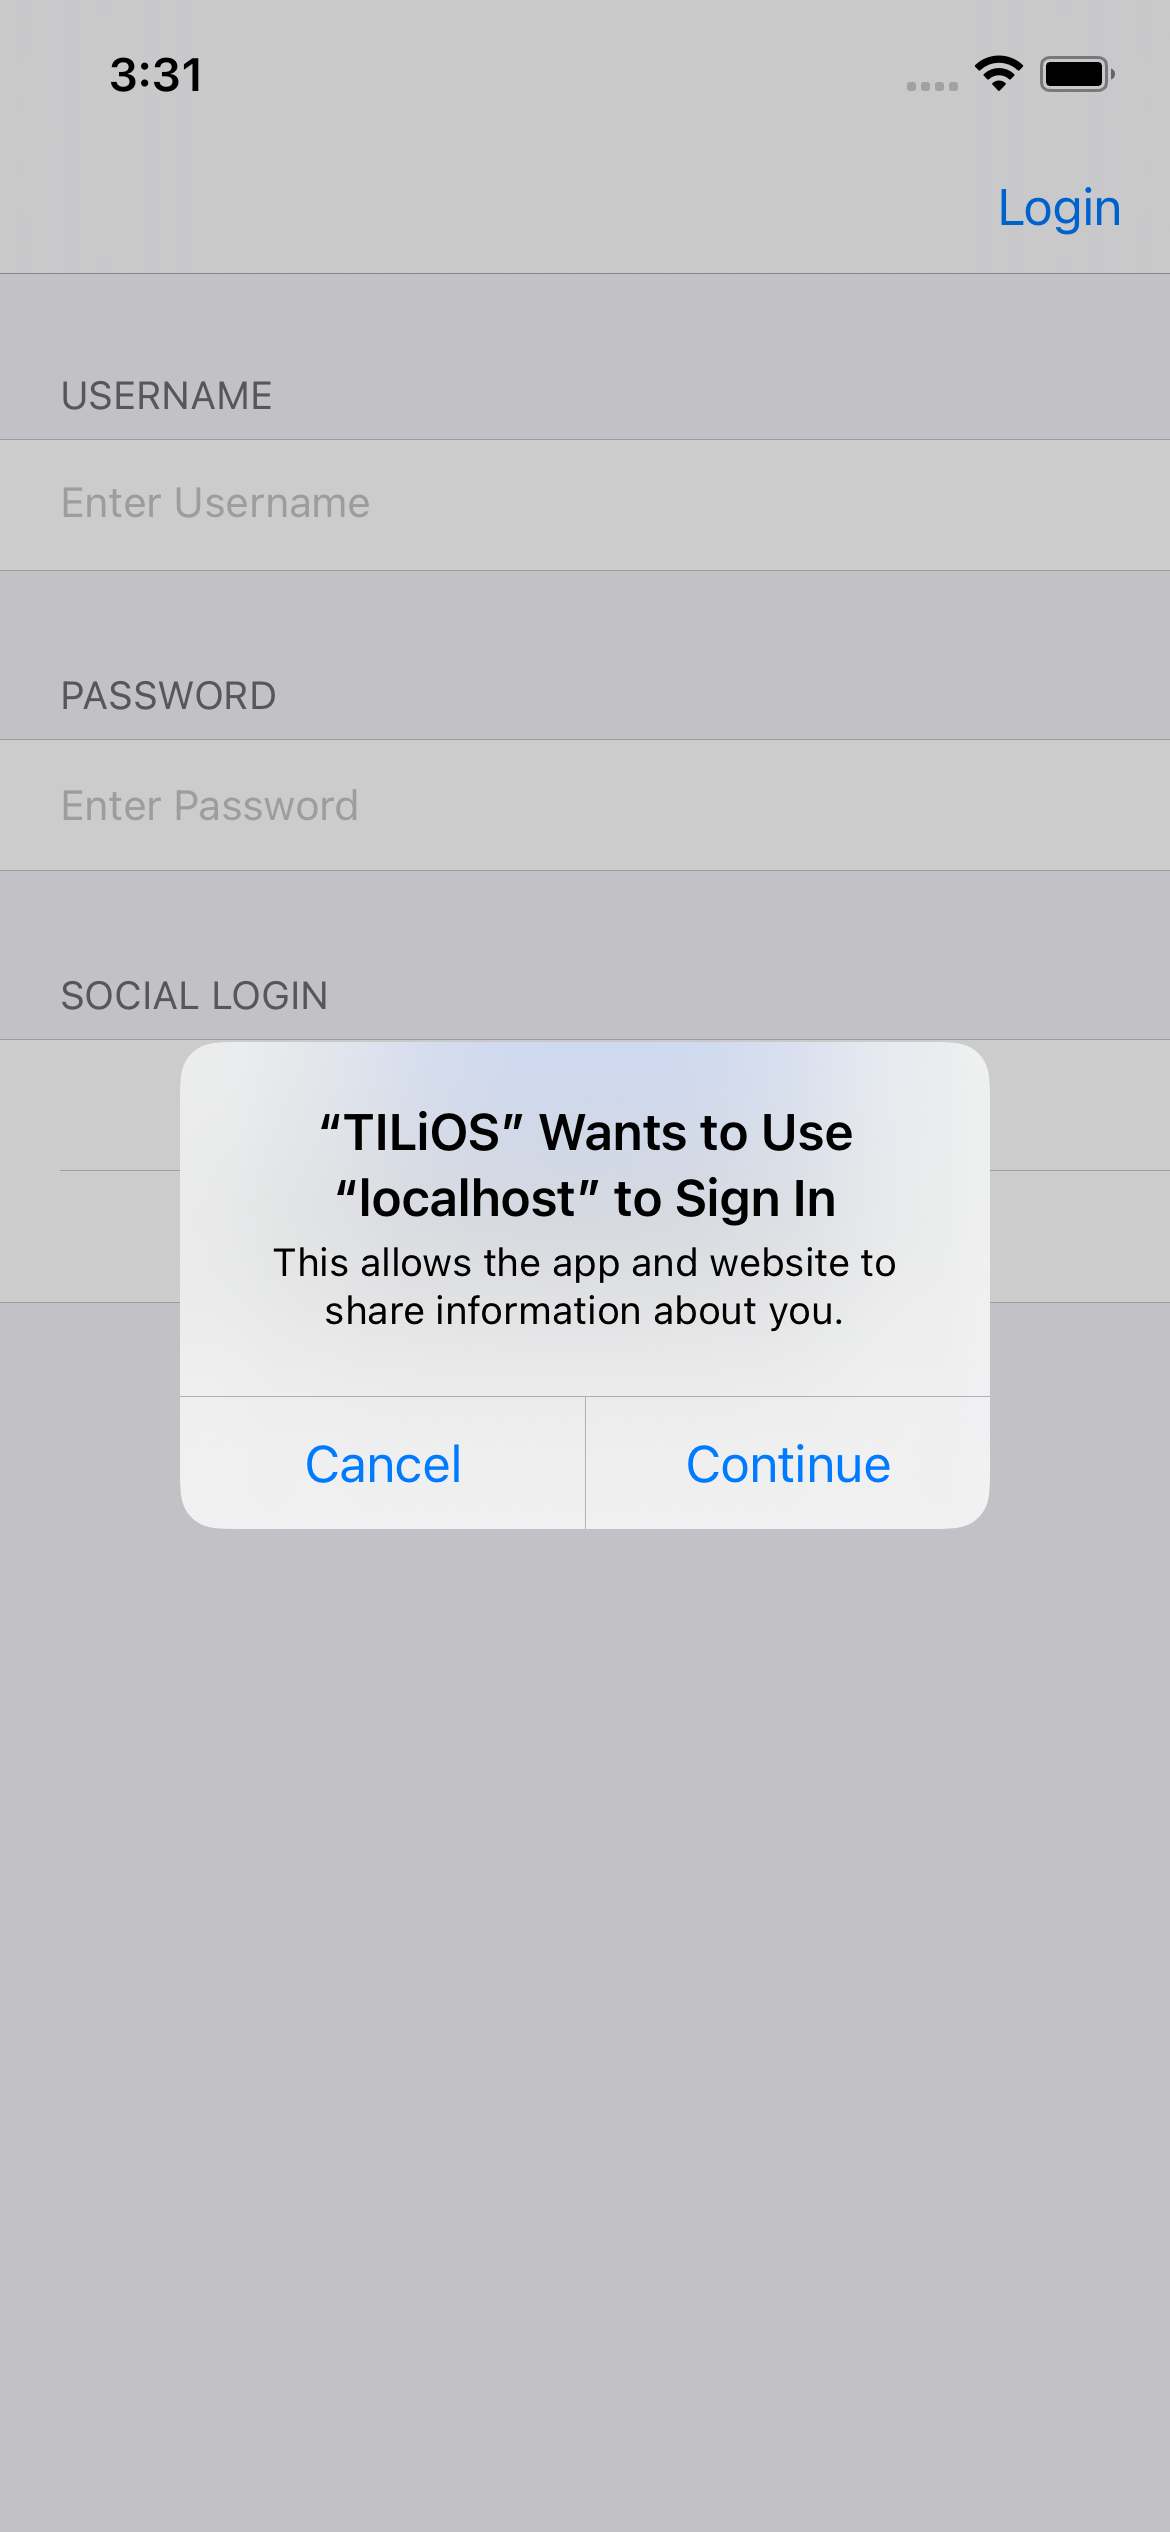 3:31
Login
USERNAME
Enter Username
PASSWORD
Enter Password
SOCIAL LOGIN
“TILiOS” Wants to Use
“localhost” to Sign In
This allows the app and website to
share information about you.
Cancel
Continue